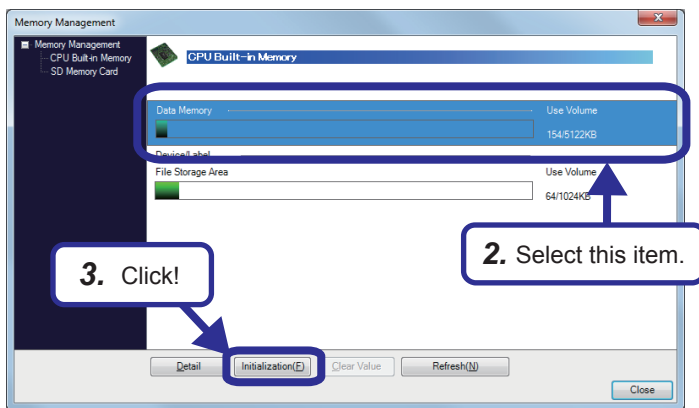 Memory Management
Memory Management
CPU Built-in Memory
SD Memory Card
CPU Built-in Memory
Data Memory
Use Volume
154/5122KB
Device/Label
File Storage Area
Use Volume
64/1024KB
2. Select this item.
3. Click!
Detail
Initialization(F)
Clear Value
Refresh(N)
Close